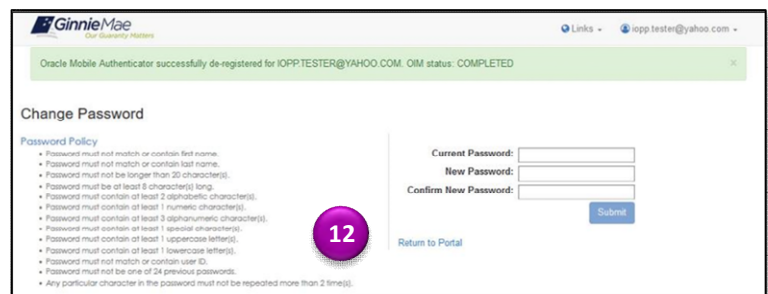 GinnieMae
Our Guaranty Matters
Links
iopp.tester@yahoo.com
Oracle Mobile Authenticator successfully de-registered for IOPP.TESTER@YAHOO.COM. OIM status: COMPLETED
×
Change Password
Password Policy
• Password must not match or contain first name.
• Password must not match or contain last name.
• Password must not be longer than 20 character(s).
• Password must be at least 8 character(s) long.
• Password must contain at least 2 alphabetic character(s).
• Password must contain at least 1 numeric character(s).
• Password must contain at least 3 alphanumeric character(s).
• Password must contain at least 1 special character(s).
• Password must contain at least 1 uppercase letter(s).
• Password must contain at least 1 lowercase letter(s).
• Password must not match or contain user ID.
• Password must not be one of 24 previous passwords.
• Any particular character in the password must not be repeated more than 2 time(s).
12
Current Password:
New Password:
Confirm New Password:
Submit
Return to Portal